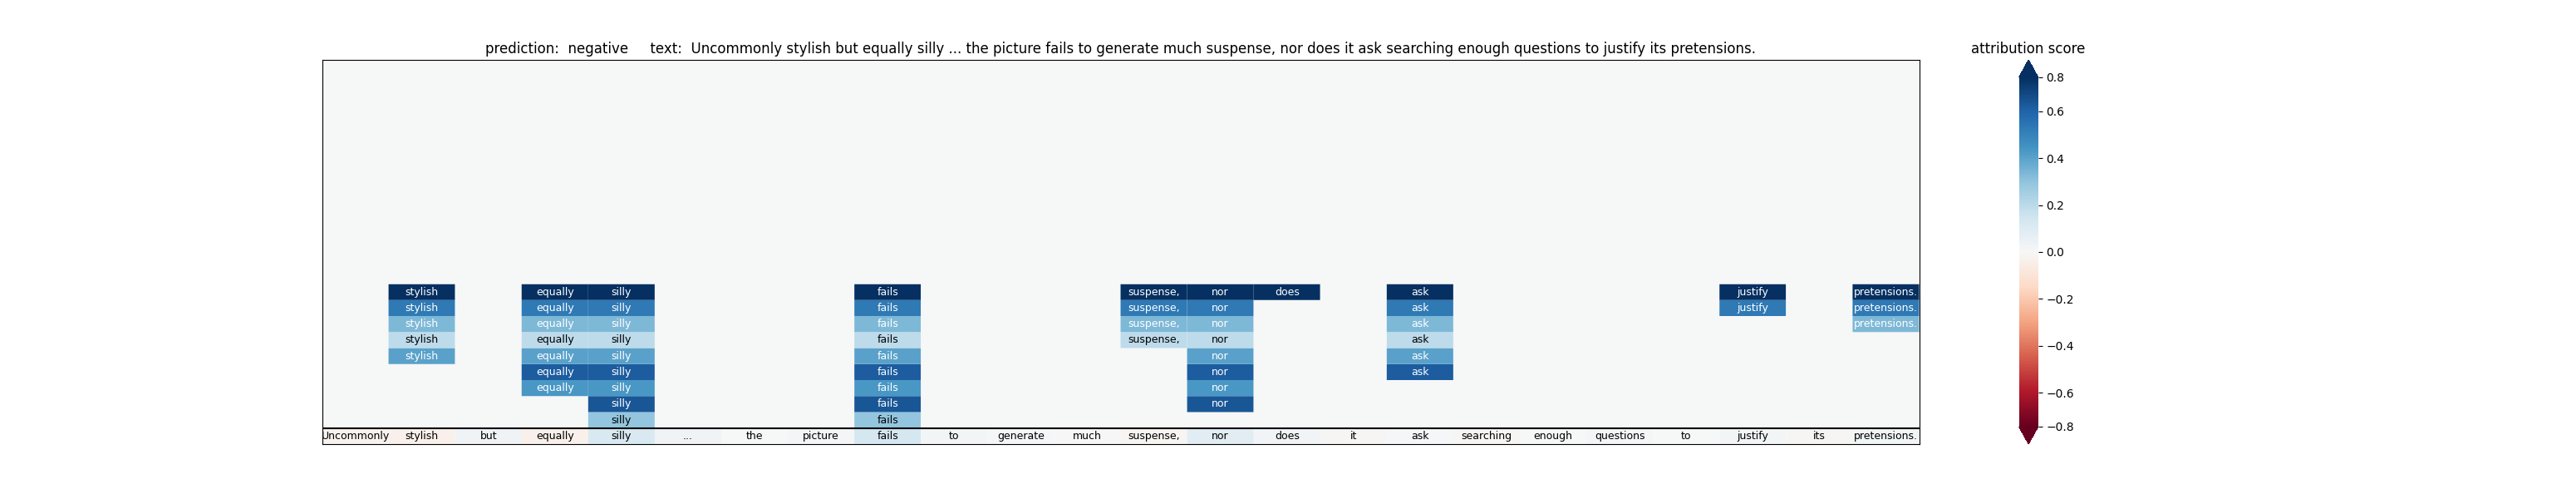 prediction:  negative     text:  Uncommonly stylish but equally silly ... the picture fails to generate much suspense, nor does it ask searching enough questions to justify its pretensions.
attribution score
0.8
0.6
0.4
0.2
0.0
−0.2
−0.4
−0.6
−0.8
stylish equally silly fails suspense, nor does ask justify pretensions.
stylish equally silly fails suspense, nor ask justify pretensions.
stylish equally silly fails suspense, nor ask pretensions.
stylish equally silly fails suspense, nor ask
stylish equally silly fails nor ask
equally silly fails nor ask
equally silly fails nor
silly fails nor
silly fails
Uncommonly stylish but equally silly ... the picture fails to generate much suspense, nor does it ask searching enough questions to justify its pretensions.